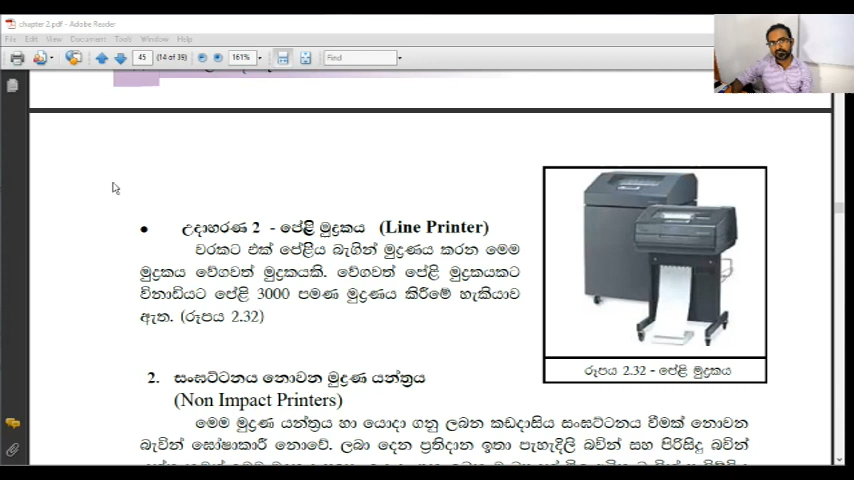 chapter 2.pdf - Adobe Reader
File Edit View Document Tools Window Help
45 (14 of 39) 161% Find
• උදාහරණ 2 - පේළි මුද්‍රකය (Line Printer)
වරකට එක් පේළිය බැගින් මුද්‍රණය කරන මෙම
මුද්‍රකය වේගවත් මුද්‍රකයකි. වේගවත් පේළි මුද්‍රකයකට
විනාඩියට පේළි 3000 පමණ මුද්‍රණය කිරීමේ හැකියාව
ඇත. (රූපය 2.32)
රූපය 2.32 - පේළි මුද්‍රකය
2. සංඝට්ටනය නොවන මුද්‍රණ යන්ත්‍රය
(Non Impact Printers)
මෙම මුද්‍රණ යන්ත්‍රය හා යොදා ගනු ලබන කඩදාසිය සංඝට්ටනය වීමක් නොවන
බැවින් ඝෝෂාකාරී නොවේ. ලබා දෙන ප්‍රතිදාන ඉතා පැහැදිලි බවින් සහ පිරිසිදු බවින්